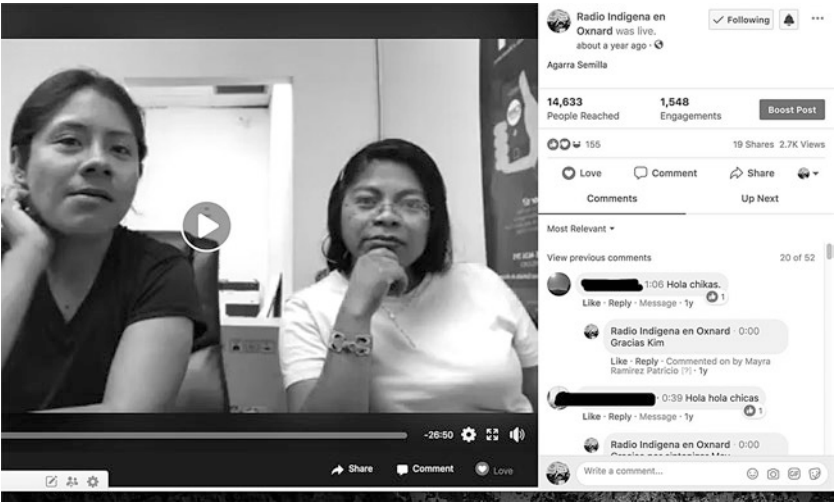 Radio Indigena en
Oxnard was live.
about a year ago
Following
Agarra Semilla
14,633
People Reached
1,548
Engagements
Boost Post
155
19 Shares 2.7K Views
Love
Comment
Share
Comments
Up Next
Most Relevant
View previous comments
20 of 52
1:06 Hola chikas.
1
Like · Reply · Message · 1y
Radio Indigena en Oxnard · 0:00
Gracias Kim
Like · Reply · Commented on by Mayra
Ramirez Patricio [?] · 1y
0:39 Hola hola chicas
1
Like · Reply · Message · 1y
Radio Indigena en Oxnard · 0:00
Write a comment...
GIF
-26:50
Share
Comment
Love